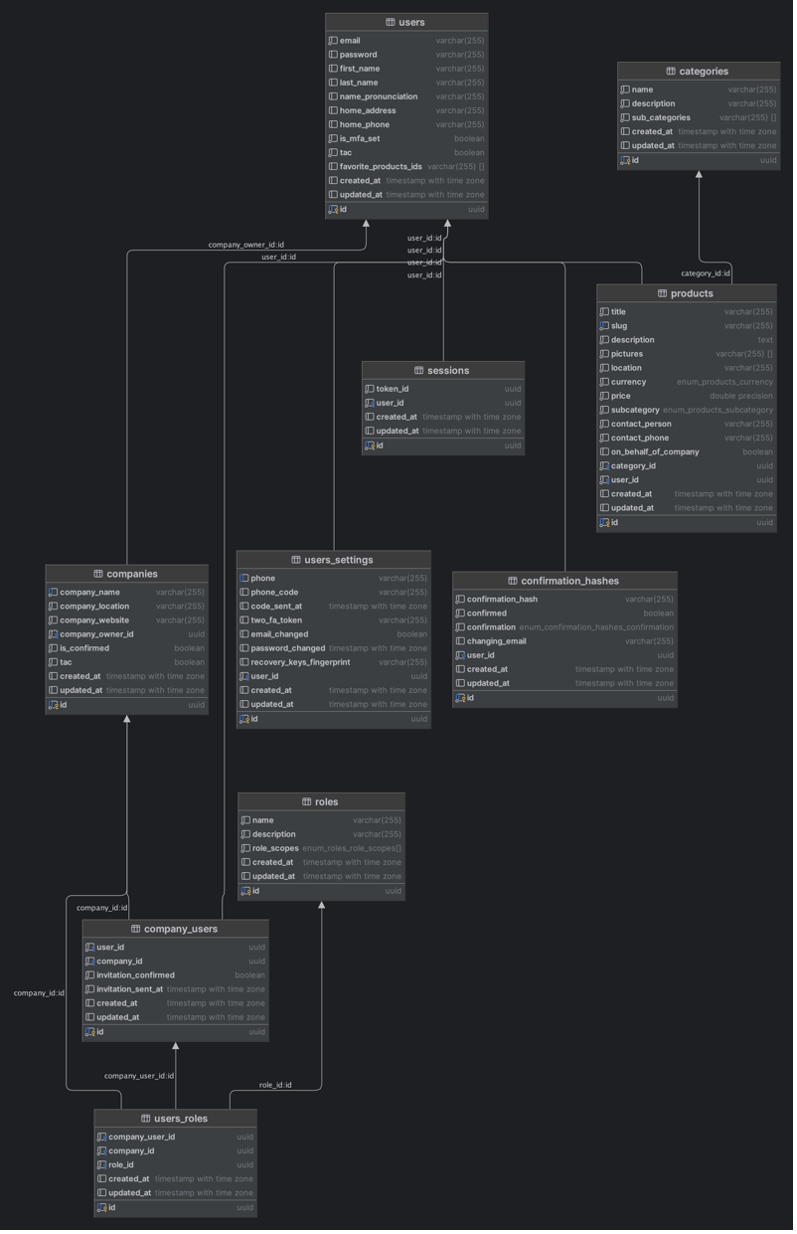 users
email varchar(255)
password varchar(255)
first_name varchar(255)
last_name varchar(255)
name_pronunciation varchar(255)
home_address varchar(255)
home_phone varchar(255)
is_mfa_set boolean
tac boolean
favorite_products_ids varchar(255) []
created_at timestamp with time zone
updated_at timestamp with time zone
id uuid
categories
name varchar(255)
description varchar(255)
sub_categories varchar(255) []
created_at timestamp with time zone
updated_at timestamp with time zone
id uuid
company_owner_id:id
user_id:id
user_id:id
user_id:id
user_id:id
user_id:id
category_id:id
products
title varchar(255)
slug varchar(255)
description text
pictures varchar(255) []
location varchar(255)
currency enum_products_currency
price double precision
subcategory enum_products_subcategory
contact_person varchar(255)
contact_phone varchar(255)
on_behalf_of_company boolean
category_id uuid
user_id uuid
created_at timestamp with time zone
updated_at timestamp with time zone
id uuid
sessions
token_id uuid
user_id uuid
created_at timestamp with time zone
updated_at timestamp with time zone
id uuid
companies
company_name varchar(255)
company_location varchar(255)
company_website varchar(255)
company_owner_id uuid
is_confirmed boolean
tac boolean
created_at timestamp with time zone
updated_at timestamp with time zone
id uuid
users_settings
phone varchar(255)
phone_code varchar(255)
code_sent_at timestamp with time zone
two_fa_token varchar(255)
email_changed boolean
password_changed timestamp with time zone
recovery_keys_fingerprint varchar(255)
user_id uuid
created_at timestamp with time zone
updated_at timestamp with time zone
id uuid
confirmation_hashes
confirmation_hash varchar(255)
confirmed boolean
confirmation enum_confirmation_hashes_confirmation
changing_email varchar(255)
user_id uuid
created_at timestamp with time zone
updated_at timestamp with time zone
id uuid
roles
name varchar(255)
description varchar(255)
role_scopes enum_roles_role_scopes[]
created_at timestamp with time zone
updated_at timestamp with time zone
id uuid
company_id:id
company_users
user_id uuid
company_id uuid
invitation_confirmed boolean
invitation_sent_at timestamp with time zone
created_at timestamp with time zone
updated_at timestamp with time zone
id uuid
company_id:id
company_user_id:id
role_id:id
users_roles
company_user_id uuid
company_id uuid
role_id uuid
created_at timestamp with time zone
updated_at timestamp with time zone
id uuid